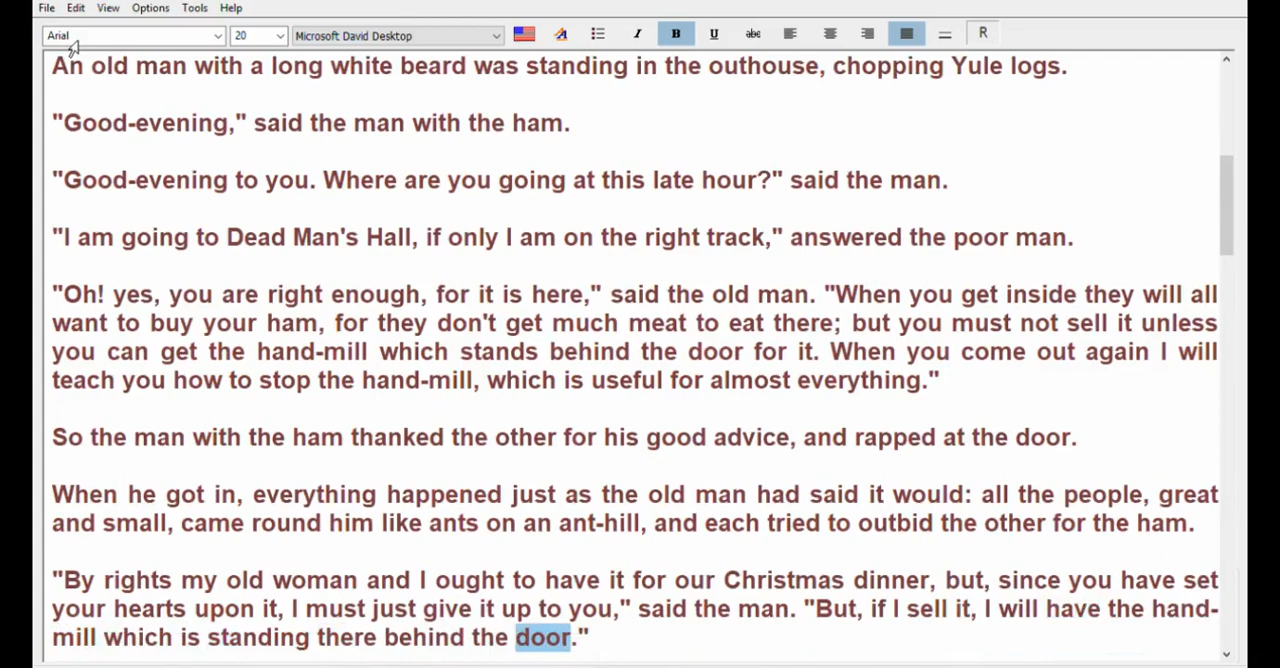 File Edit View Options Tools Help
Arial 20 Microsoft David Desktop I B U abc R
An old man with a long white beard was standing in the outhouse, chopping Yule logs.
"Good-evening," said the man with the ham.
"Good-evening to you. Where are you going at this late hour?" said the man.
"I am going to Dead Man's Hall, if only I am on the right track," answered the poor man.
"Oh! yes, you are right enough, for it is here," said the old man. "When you get inside they will all
want to buy your ham, for they don't get much meat to eat there; but you must not sell it unless
you can get the hand-mill which stands behind the door for it. When you come out again I will
teach you how to stop the hand-mill, which is useful for almost everything."
So the man with the ham thanked the other for his good advice, and rapped at the door.
When he got in, everything happened just as the old man had said it would: all the people, great
and small, came round him like ants on an ant-hill, and each tried to outbid the other for the ham.
"By rights my old woman and I ought to have it for our Christmas dinner, but, since you have set
your hearts upon it, I must just give it up to you," said the man. "But, if I sell it, I will have the hand-
mill which is standing there behind the door."